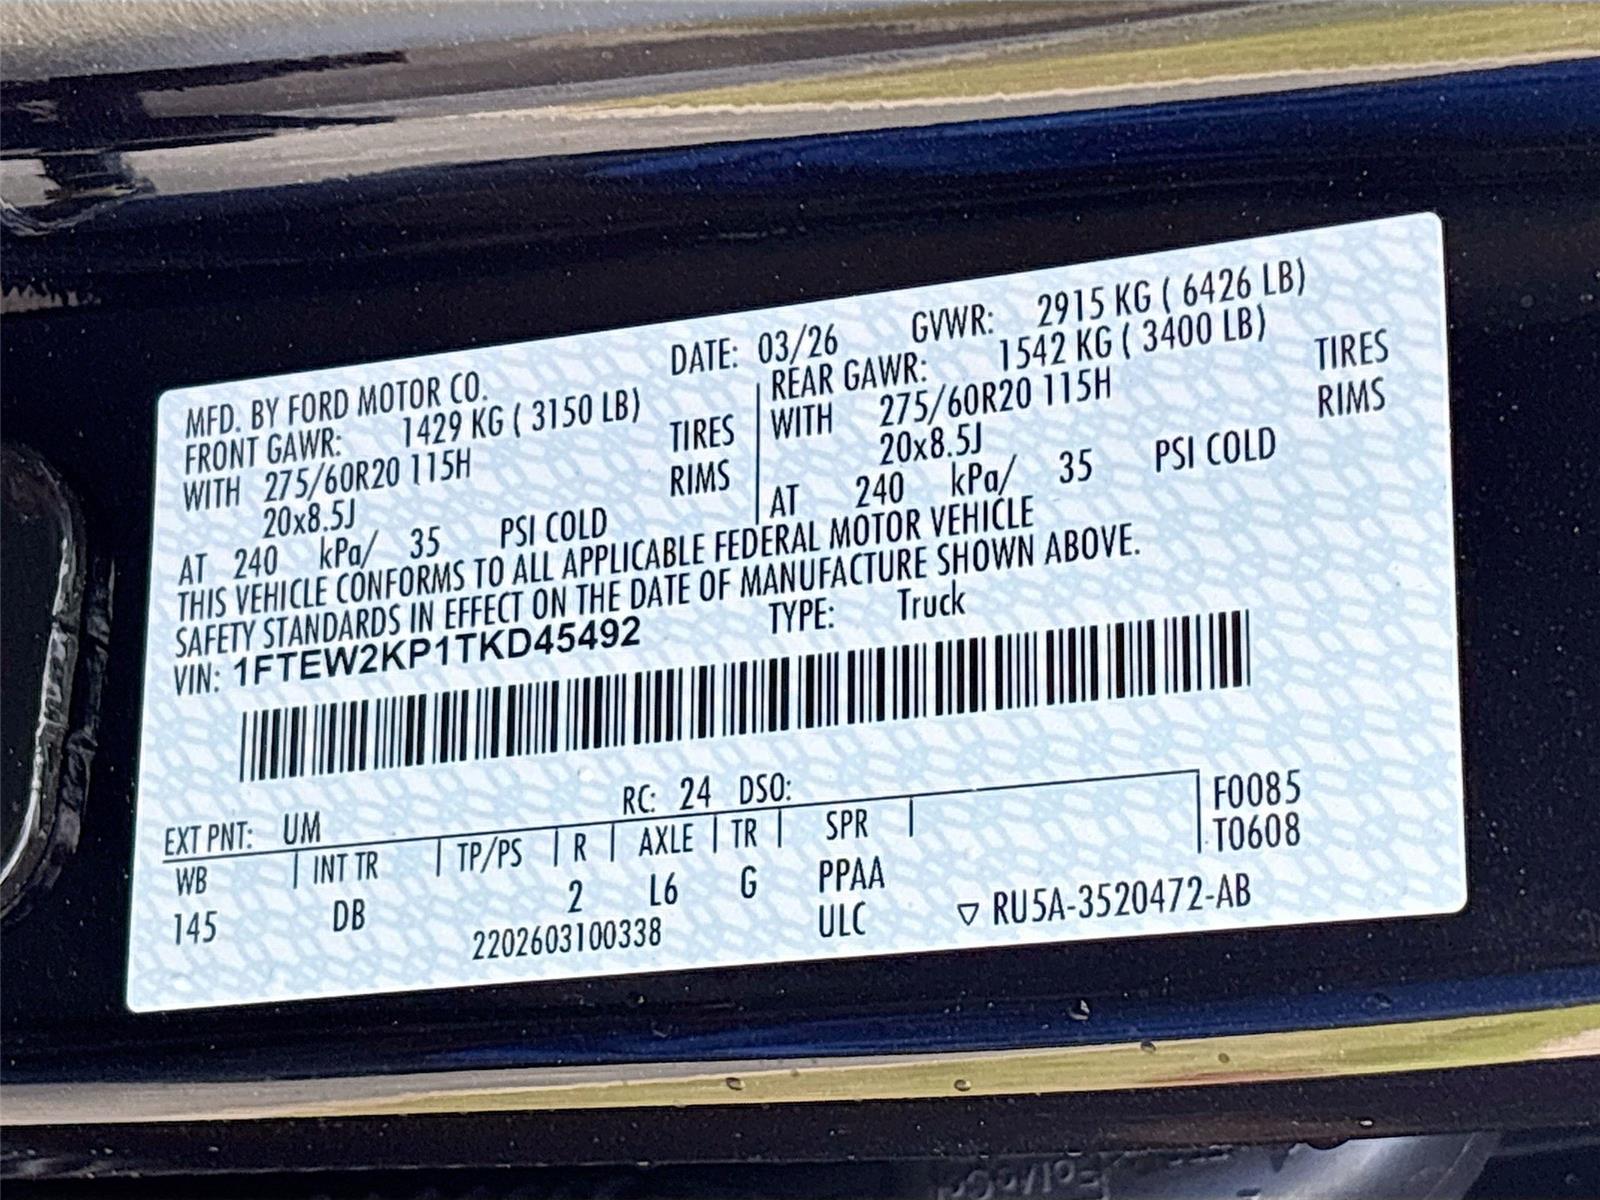 MFD. BY FORD MOTOR CO. DATE: 03/26 GVWR: 2915 KG ( 6426 LB)
FRONT GAWR: 1429 KG ( 3150 LB) REAR GAWR: 1542 KG ( 3400 LB)
WITH 275/60R20 115H TIRES WITH 275/60R20 115H TIRES
20x8.5J RIMS 20x8.5J RIMS
AT 240 kPa/ 35 PSI COLD AT 240 kPa/ 35 PSI COLD
THIS VEHICLE CONFORMS TO ALL APPLICABLE FEDERAL MOTOR VEHICLE
SAFETY STANDARDS IN EFFECT ON THE DATE OF MANUFACTURE SHOWN ABOVE.
VIN: 1FTEW2KP1TKD45492 TYPE: Truck
EXT PNT: UM RC: 24 DSO: F0085
WB INT TR TP/PS R AXLE TR SPR T0608
145 DB 2 L6 G PPAA
2202603100338 ULC ▽ RU5A-3520472-AB